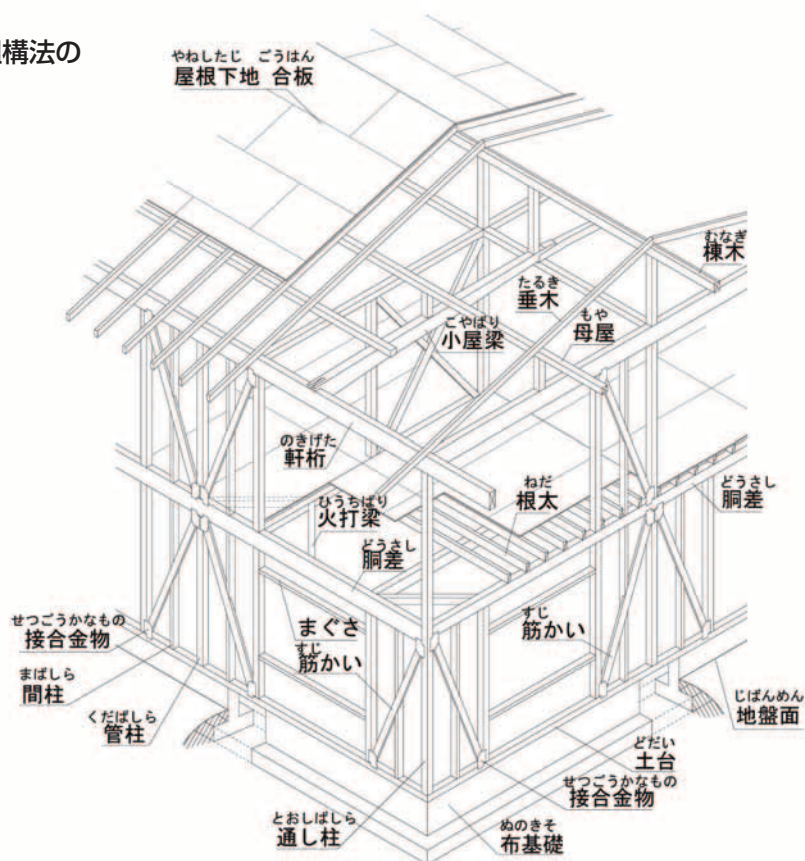 構法の
やねしたじ ごうはん
屋根下地 合板
むなぎ
棟木
たるき
垂木
もや
母屋
こやばり
小屋梁
のきげた
軒桁
ひうちばり
火打梁
ねだ
根太
どうさし
胴差
どうさし
胴差
まぐさ
すじ
筋かい
すじ
筋かい
せつごうかなもの
接合金物
まばしら
間柱
くだばしら
管柱
じばんめん
地盤面
どだい
土台
せつごうかなもの
接合金物
とおしばしら
通し柱
ぬのきそ
布基礎